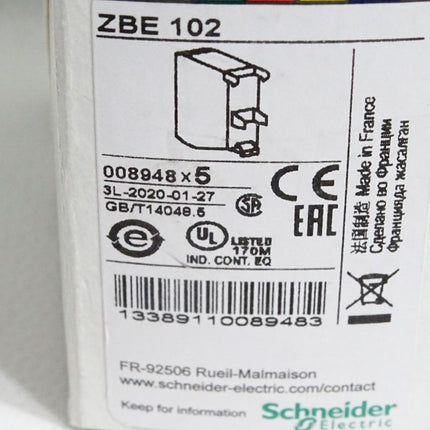 ZBE 102
008948 x 5
3L-2020-01-27
GB/T14048.5
CE
SA
EAC
e
UL
LISTED
170M
IND. CONT. EQ
法国制造 Made in France
Сделано во Франции
Францияда жасалған
13389110089483
FR-92506 Rueil-Malmaison
www.schneider-electric.com/contact
Keep for information
Schneider
Electric